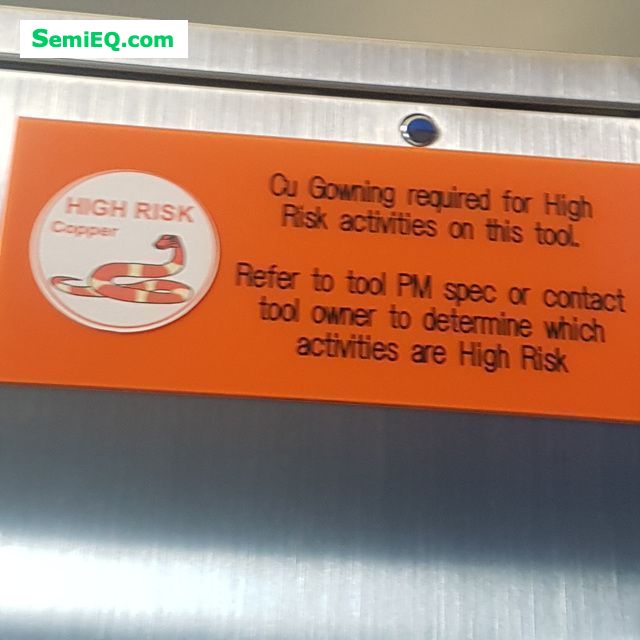 SemiEQ.com
HIGH RISK
Copper
Cu Gowning required for High
Risk activities on this tool.
Refer to tool PM spec or contact
tool owner to determine which
activities are High Risk